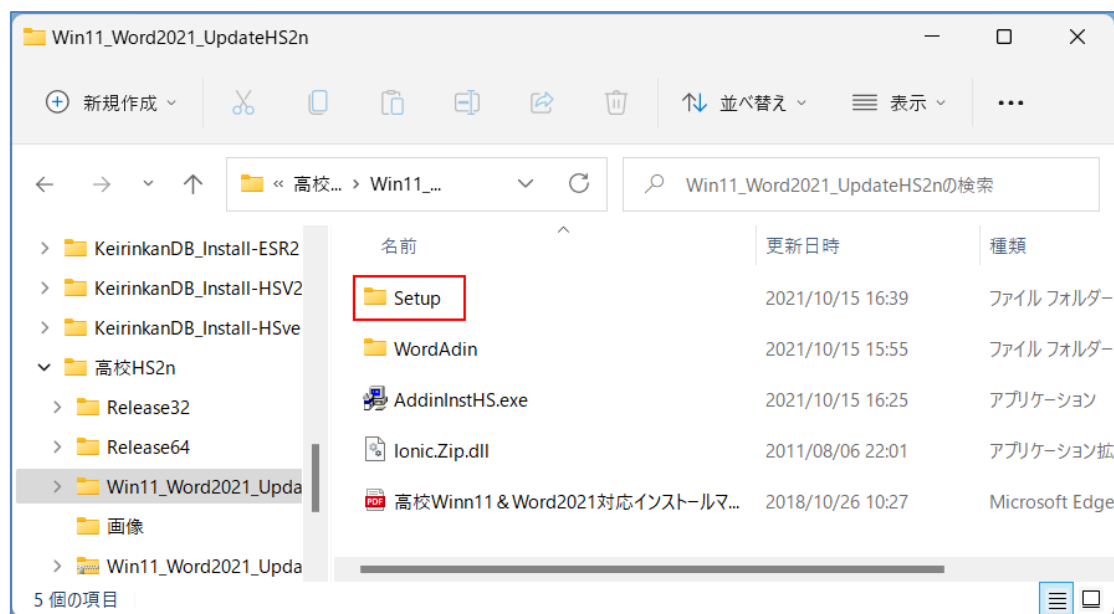 Win11_Word2021_UpdateHS2n
新規作成
並べ替え
表示
« 高校... › Win11_...
Win11_Word2021_UpdateHS2nの検索
KeirinkanDB_Install-ESR2
KeirinkanDB_Install-HSV2
KeirinkanDB_Install-HSve
高校HS2n
Release32
Release64
Win11_Word2021_Upda
画像
Win11_Word2021_Upda
名前 更新日時 種類
Setup 2021/10/15 16:39 ファイル フォルダー
WordAdin 2021/10/15 15:55 ファイル フォルダー
AddinInstHS.exe 2021/10/15 16:25 アプリケーション
Ionic.Zip.dll 2011/08/06 22:01 アプリケーション拡
PDF 高校Winn11＆Word2021対応インストールマ... 2018/10/26 10:27 Microsoft Edge
5 個の項目